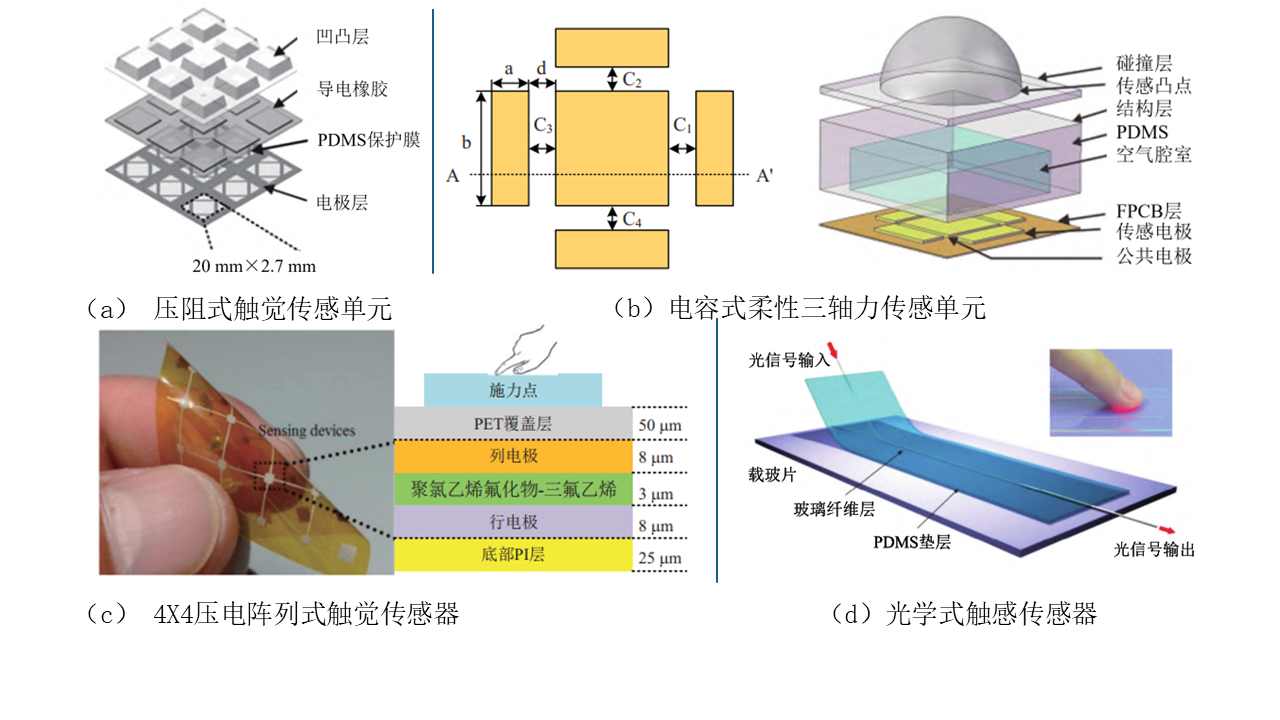 凹凸层
导电橡胶
PDMS保护膜
电极层
20 mm×2.7 mm
a
d
C₂
b
C₃
C₁
A
A'
C₄
碰撞层
传感凸点
结构层
PDMS
空气腔室
FPCB层
传感电极
公共电极
（a） 压阻式触觉传感单元
（b）电容式柔性三轴力传感单元
Sensing devices
施力点
PET覆盖层
50 μm
列电极
8 μm
聚氯乙烯氟化物-三氟乙烯
3 μm
行电极
8 μm
底部PI层
25 μm
光信号输入
载玻片
玻璃纤维层
PDMS垫层
光信号输出
（c） 4X4压电阵列式触觉传感器
（d）光学式触感传感器